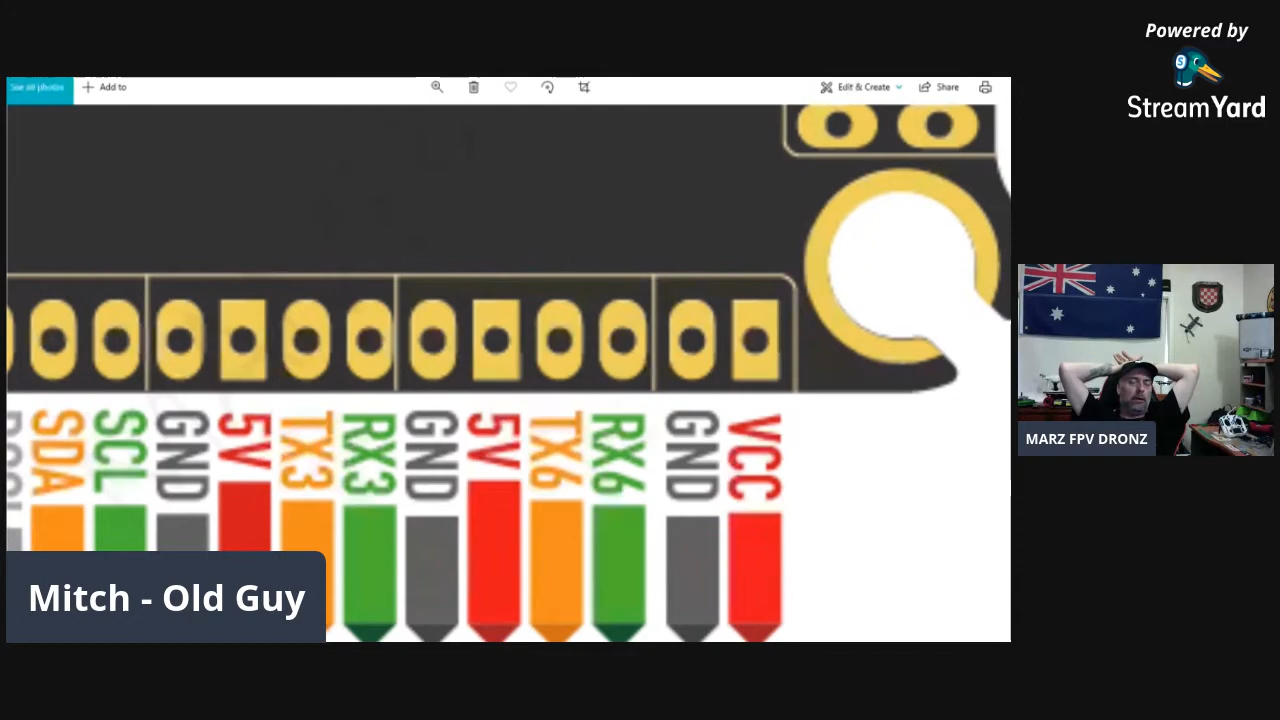 Powered by
StreamYard
See all photos
Add to
Edit & Create
Share
SDA
SCL
GND
5V
TX3
RX3
GND
5V
TX6
RX6
GND
VCC
Mitch - Old Guy
MARZ FPV DRONZ